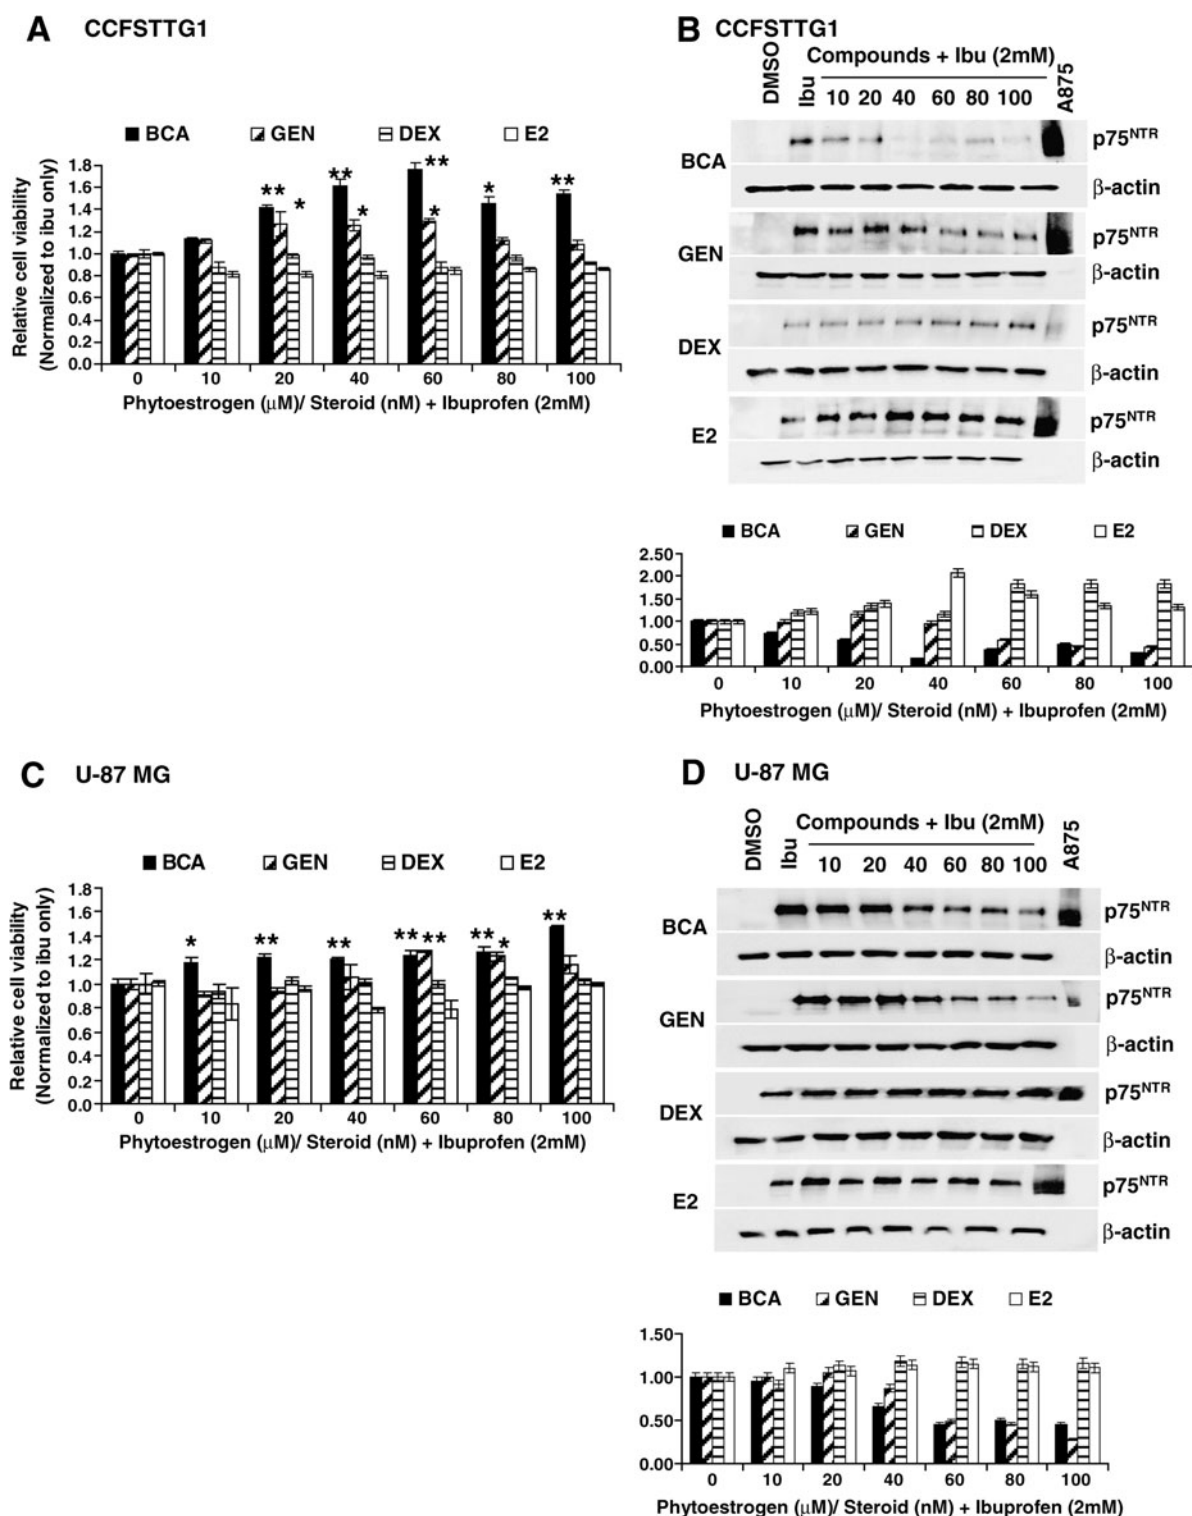 A CCFSTTG1
BCA GEN DEX E2
Relative cell viability
(Normalized to ibu only)
1.8
1.6
1.4
1.2
1.0
0.8
0.6
0.4
0.2
0.0
** * ** * ** * * **
0 10 20 40 60 80 100
Phytoestrogen (μM)/ Steroid (nM) + Ibuprofen (2mM)
B CCFSTTG1
Compounds + Ibu (2mM)
DMSO Ibu 10 20 40 60 80 100 A875
BCA
p75NTR
β-actin
GEN
p75NTR
β-actin
DEX
p75NTR
β-actin
E2
p75NTR
β-actin
BCA GEN DEX E2
2.50
2.00
1.50
1.00
0.50
0.00
0 10 20 40 60 80 100
Phytoestrogen (μM)/ Steroid (nM) + Ibuprofen (2mM)
C U-87 MG
BCA GEN DEX E2
Relative cell viability
(Normalized to ibu only)
1.8
1.6
1.4
1.2
1.0
0.8
0.6
0.4
0.2
0.0
* ** ** ** ** ** * **
0 10 20 40 60 80 100
Phytoestrogen (μM)/ Steroid (nM) + Ibuprofen (2mM)
D U-87 MG
Compounds + Ibu (2mM)
DMSO Ibu 10 20 40 60 80 100 A875
BCA
p75NTR
β-actin
GEN
p75NTR
β-actin
DEX
p75NTR
β-actin
E2
p75NTR
β-actin
BCA GEN DEX E2
1.50
1.00
0.50
0.00
0 10 20 40 60 80 100
Phytoestrogen (μM)/ Steroid (nM) + Ibuprofen (2mM)